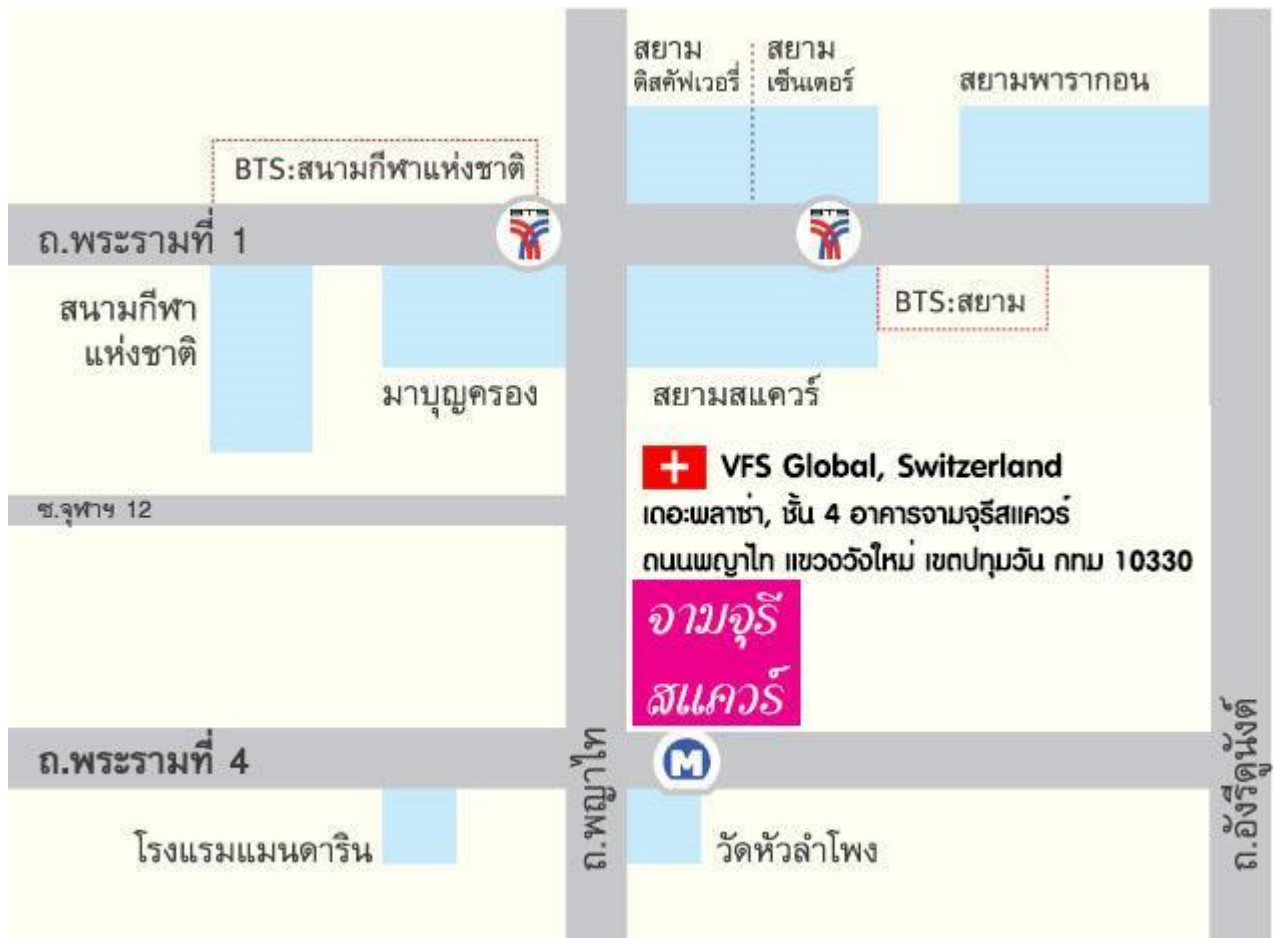 สยาม
ดิสคัฟเวอรี่
สยาม
เซ็นเตอร์
สยามพารากอน
BTS:สนามกีฬาแห่งชาติ
ถ.พระรามที่ 1
สนามกีฬา
แห่งชาติ
มาบุญครอง
สยามสแควร์
BTS:สยาม
VFS Global, Switzerland
เดอะพลาซ่า, ชั้น 4 อาคารจามจุรีสแควร์
ถนนพญาไท แขวงวังใหม่ เขตปทุมวัน กทม 10330
ซ.จุฬาฯ 12
จามจุรี
สแควร์
ถ.พระรามที่ 4
M
ถ.พญาไท
ถ.อังรีดูนังต์
โรงแรมแมนดาริน
วัดหัวลำโพง